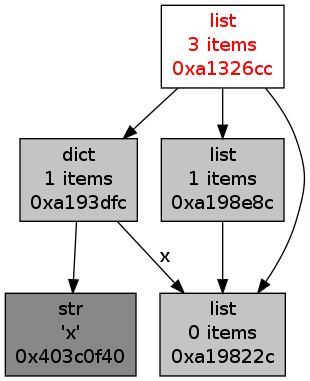 list
3 items
0xa1326cc
dict
1 items
0xa193dfc
list
1 items
0xa198e8c
x
str
'x'
0x403c0f40
list
0 items
0xa19822c